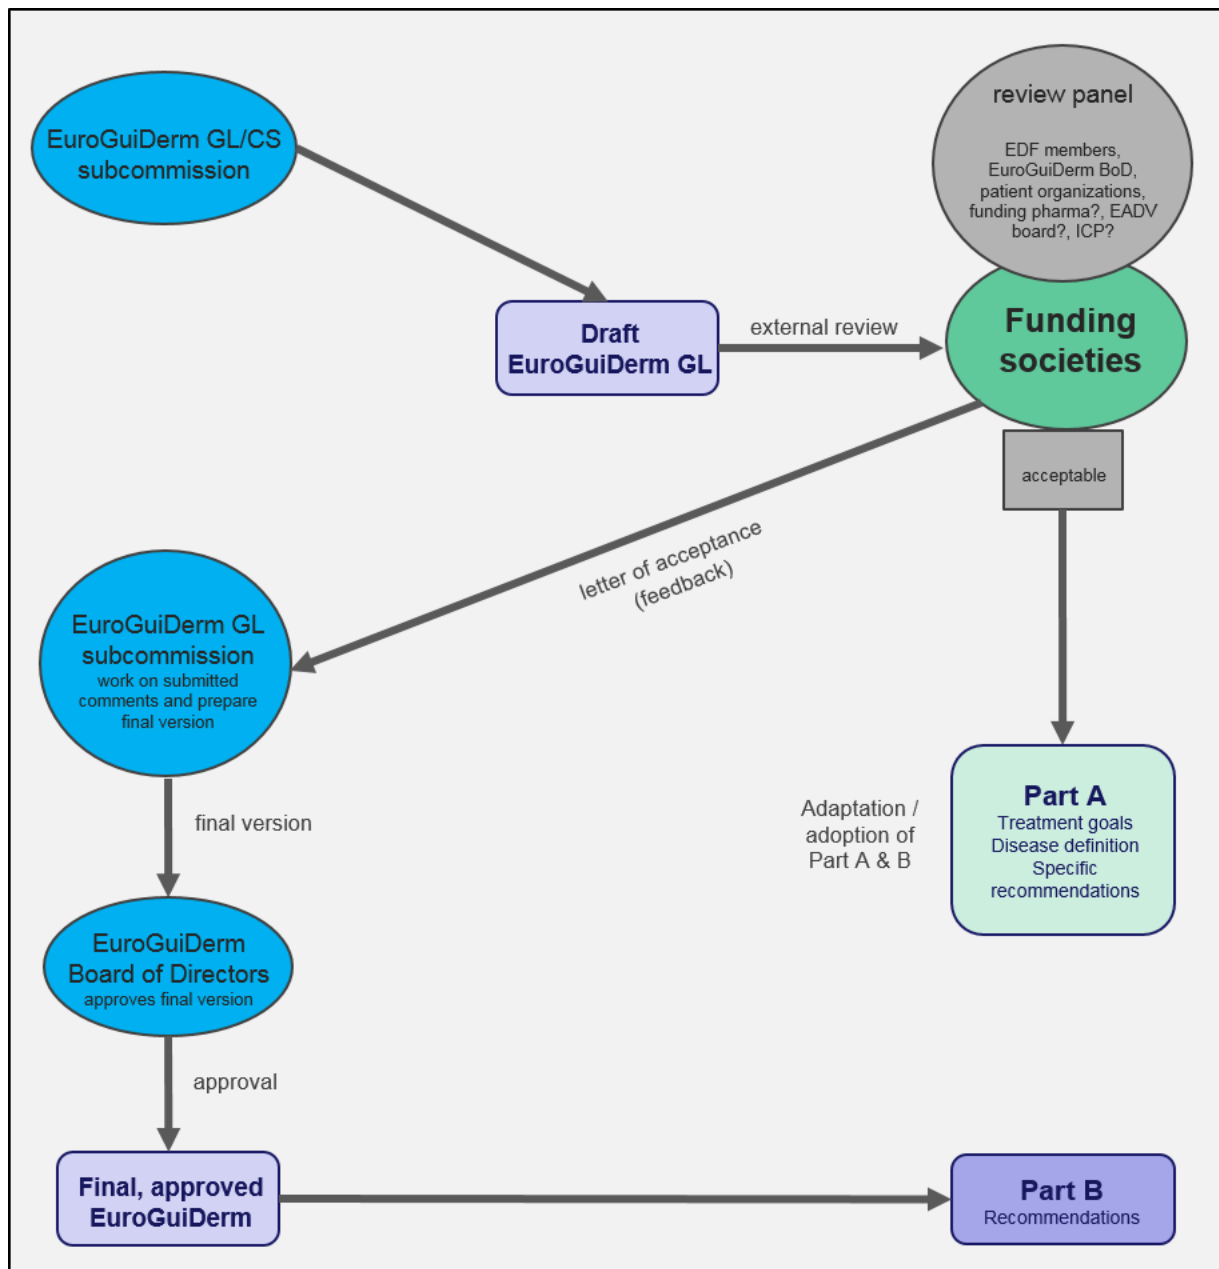 EuroGuiDerm GL/CS
subcommission
review panel
EDF members,
EuroGuiDerm BoD,
patient organizations,
funding pharma?, EADV
board?, ICP?
Draft
EuroGuiDerm GL
external review
Funding
societies
acceptable
letter of acceptance
(feedback)
EuroGuiDerm GL
subcommission
work on submitted
comments and prepare
final version
final version
Adaptation /
adoption of
Part A & B
Part A
Treatment goals
Disease definition
Specific
recommendations
EuroGuiDerm
Board of Directors
approves final version
approval
Final, approved
EuroGuiDerm
Part B
Recommendations